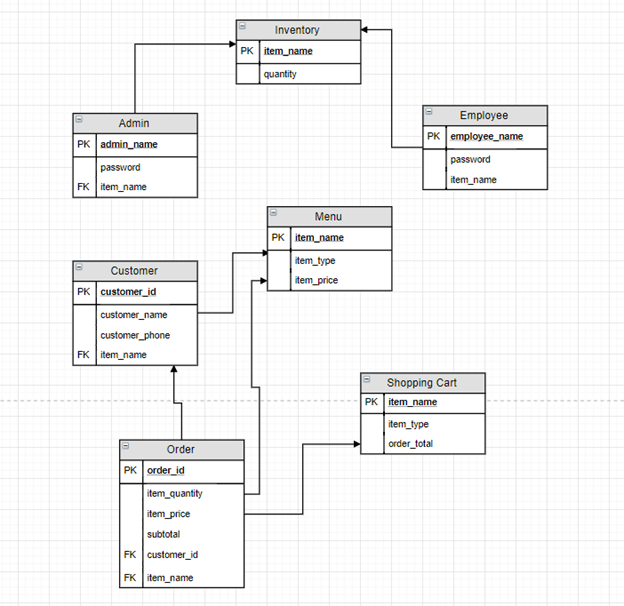 Inventory
PK item_name
quantity
Admin
PK admin_name
password
FK item_name
Employee
PK employee_name
password
item_name
Menu
PK item_name
item_type
item_price
Customer
PK customer_id
customer_name
customer_phone
FK item_name
Shopping Cart
PK item_name
item_type
order_total
Order
PK order_id
item_quantity
item_price
subtotal
FK customer_id
FK item_name